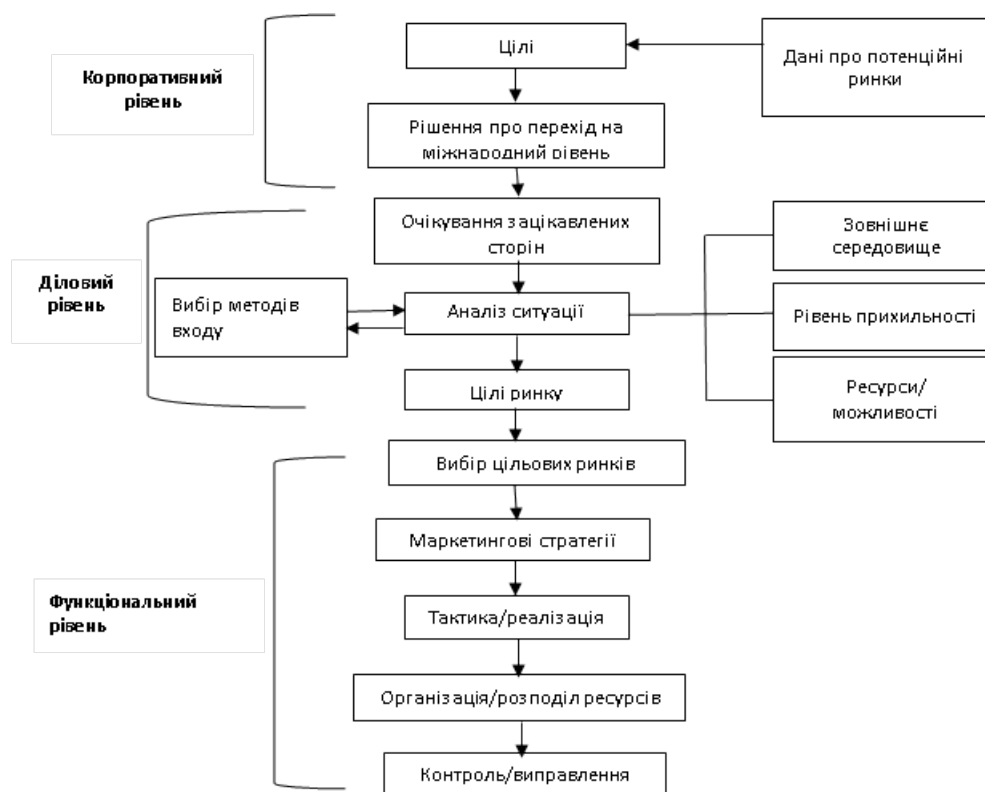 Цілі
Дані про потенційні
ринки
Корпоративний
рівень
Рішення про перехід на
міжнародний рівень
Очікування зацікавлених
сторін
Зовнішнє
середовище
Діловий
рівень
Вибір методів
входу
Аналіз ситуації
Рівень прихильності
Цілі ринку
Ресурси/
можливості
Вибір цільових ринків
Маркетингові стратегії
Функціональний
рівень
Тактика/реалізація
Організація/розподіл ресурсів
Контроль/виправлення